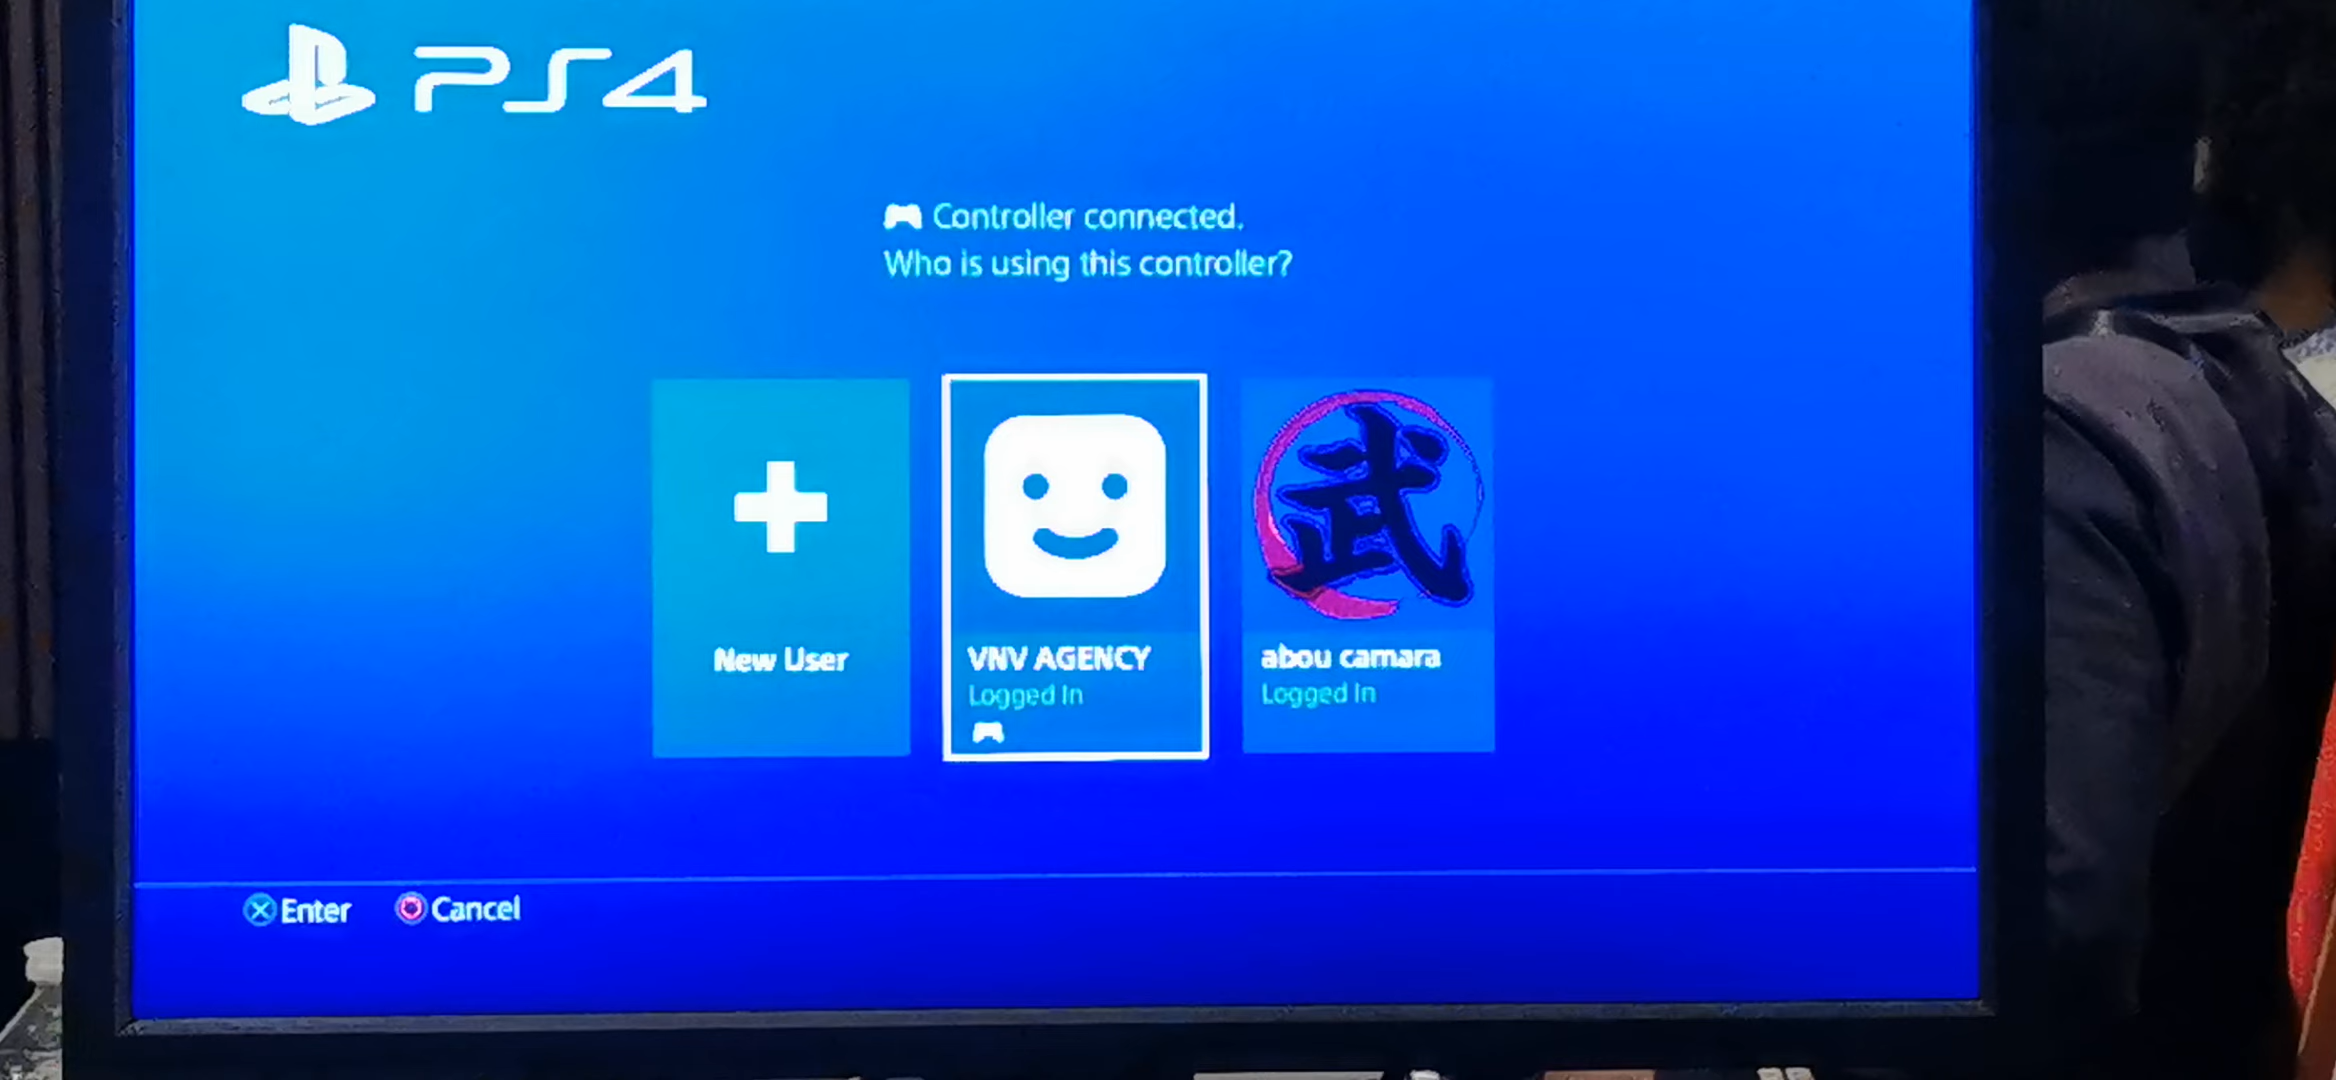 PS4
Controller connected.
Who is using this controller?
武
New User
VNV AGENCY
abou camara
Logged In
Logged In
Enter
Cancel